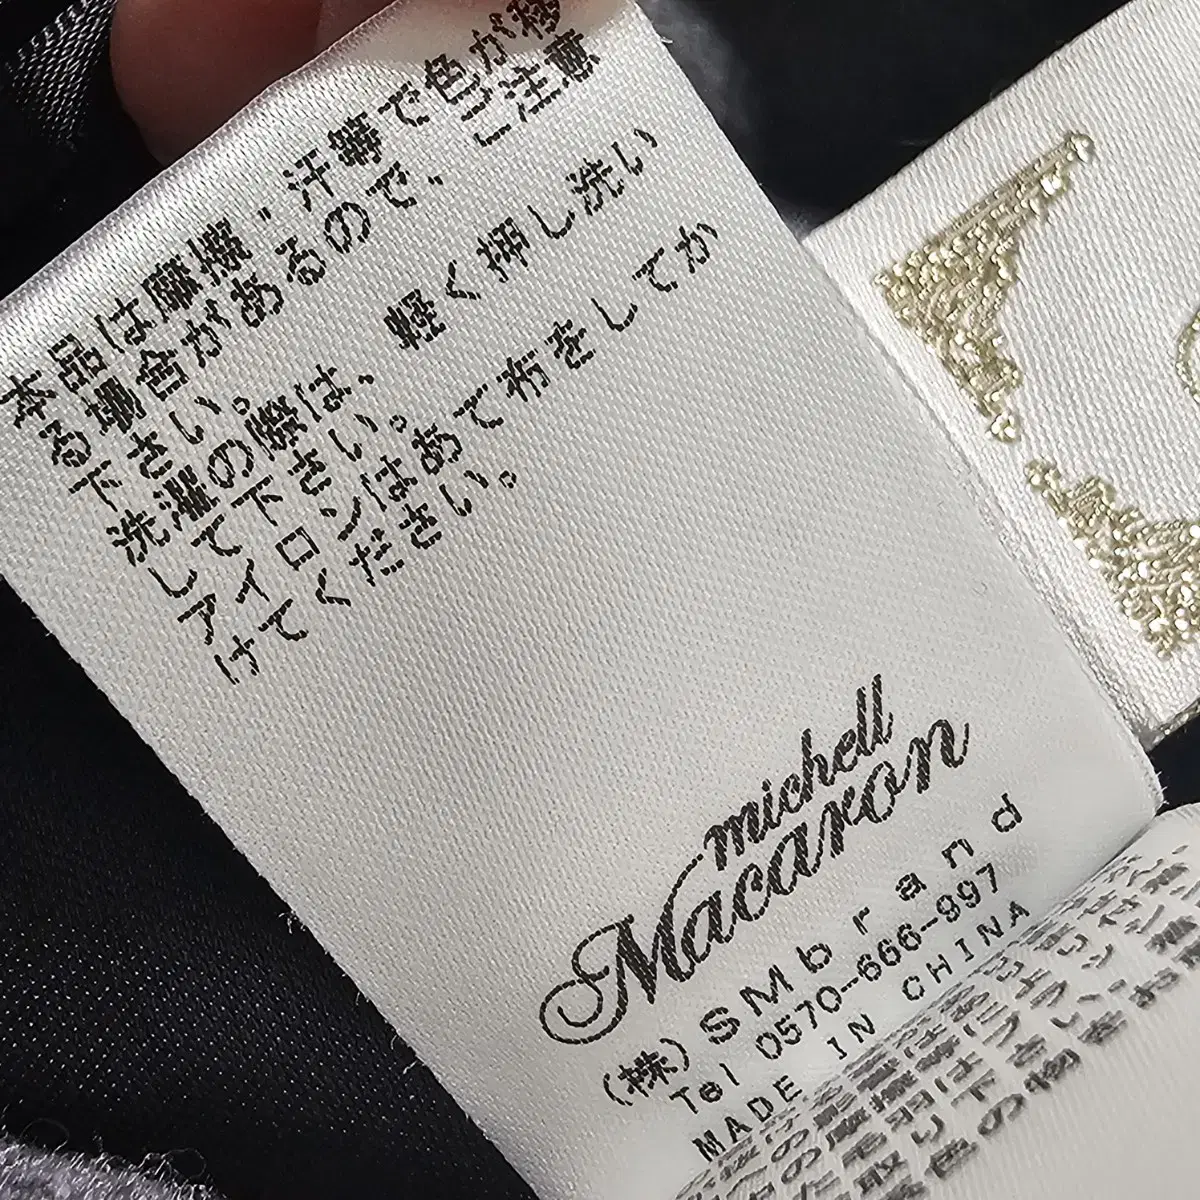 本品は摩擦・汗等で色が移
る場合があるので、ご注意
下さい。
洗濯の際は、軽く押し洗い
して下さい。
アイロンはあて布をしてか
けてください。
michell
Macaron
(株)SMbrand
Tel 0570-666-997
MADE IN CHINA